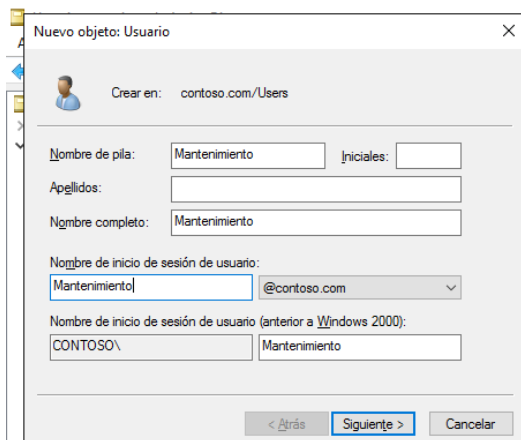 Nuevo objeto: Usuario
Crear en: contoso.com/Users
Nombre de pila: Mantenimiento Iniciales:
Apellidos:
Nombre completo: Mantenimiento
Nombre de inicio de sesión de usuario:
Mantenimiento @contoso.com
Nombre de inicio de sesión de usuario (anterior a Windows 2000):
CONTOSO\ Mantenimiento
< Atrás Siguiente > Cancelar